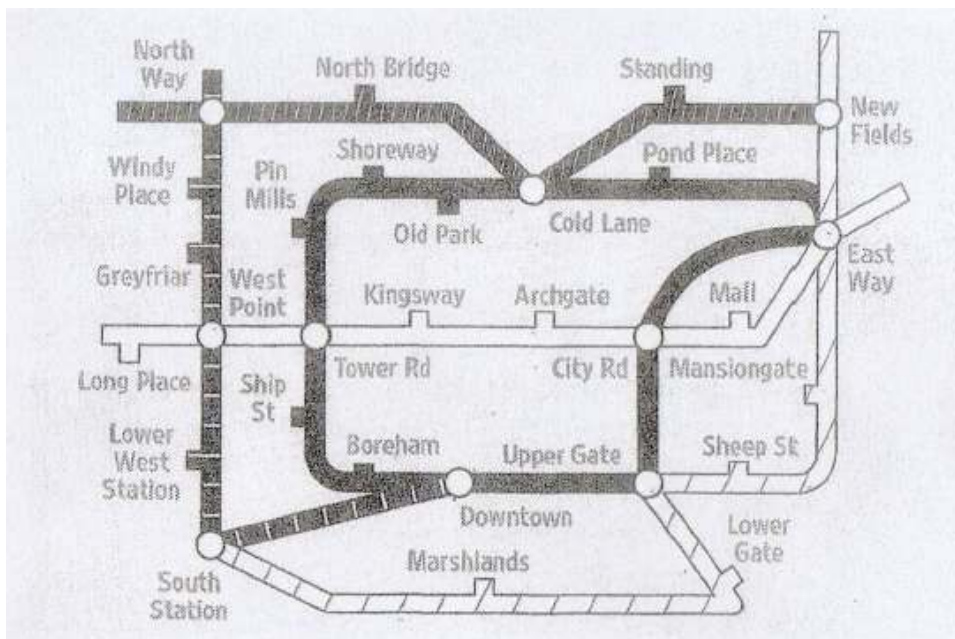 North
Way
North Bridge
Standing
New
Fields
Windy
Place
Pin
Mills
Shoreway
Pond Place
Old Park
Cold Lane
East
Way
Greyfriar
West
Point
Kingsway
Archgate
Mall
Long Place
Tower Rd
City Rd
Mansiongate
Ship
St
Lower
West
Station
Boreham
Upper Gate
Sheep St
Downtown
Lower
Gate
Marshlands
South
Station